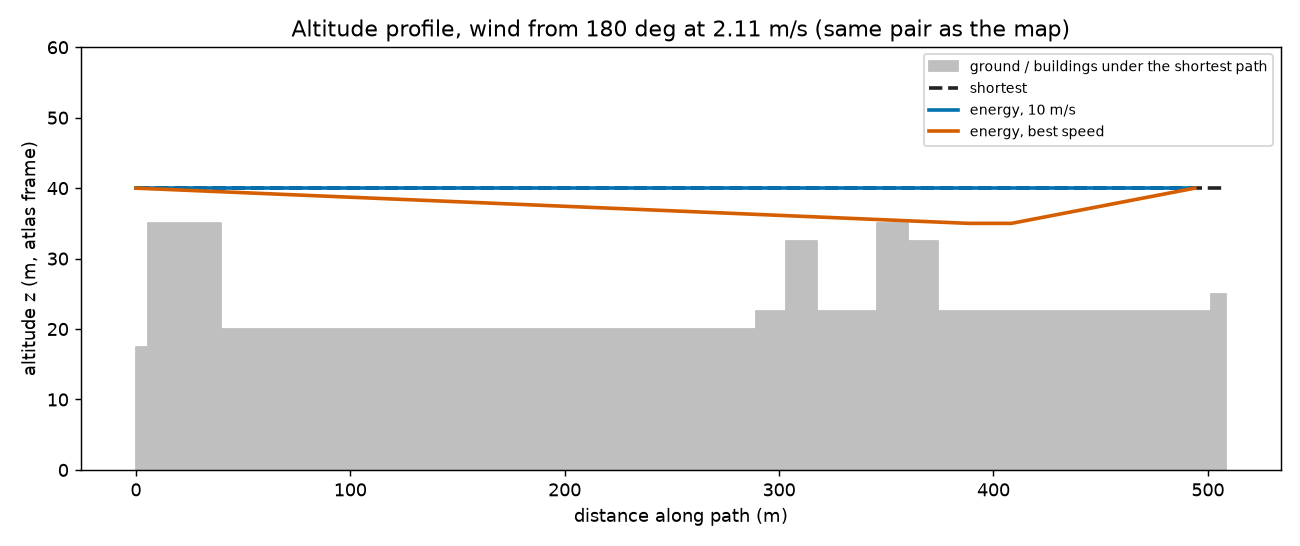 Altitude profile, wind from 180 deg at 2.11 m/s (same pair as the map)
ground / buildings under the shortest path
shortest
energy, 10 m/s
energy, best speed
altitude z (m, atlas frame)
60
50
40
30
20
10
0
0 100 200 300 400 500
distance along path (m)